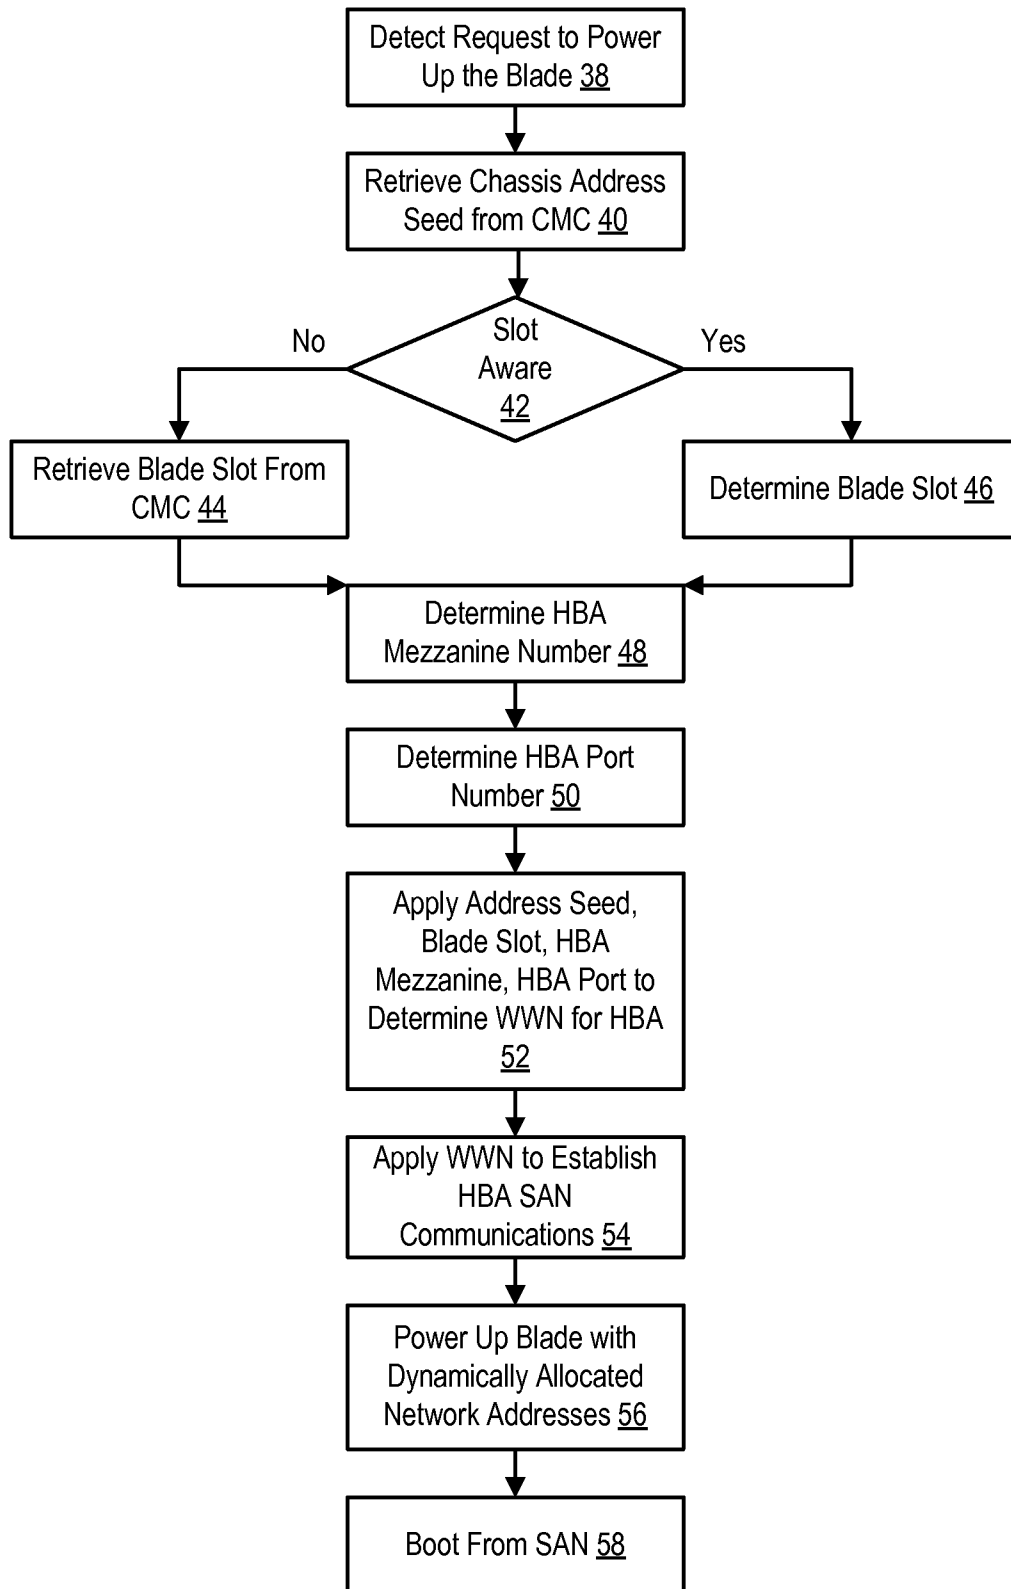 Detect Request to Power
Up the Blade 38
Retrieve Chassis Address
Seed from CMC 40
Slot
Aware
42
No
Yes
Retrieve Blade Slot From
CMC 44
Determine Blade Slot 46
Determine HBA
Mezzanine Number 48
Determine HBA Port
Number 50
Apply Address Seed,
Blade Slot, HBA
Mezzanine, HBA Port to
Determine WWN for HBA
52
Apply WWN to Establish
HBA SAN
Communications 54
Power Up Blade with
Dynamically Allocated
Network Addresses 56
Boot From SAN 58